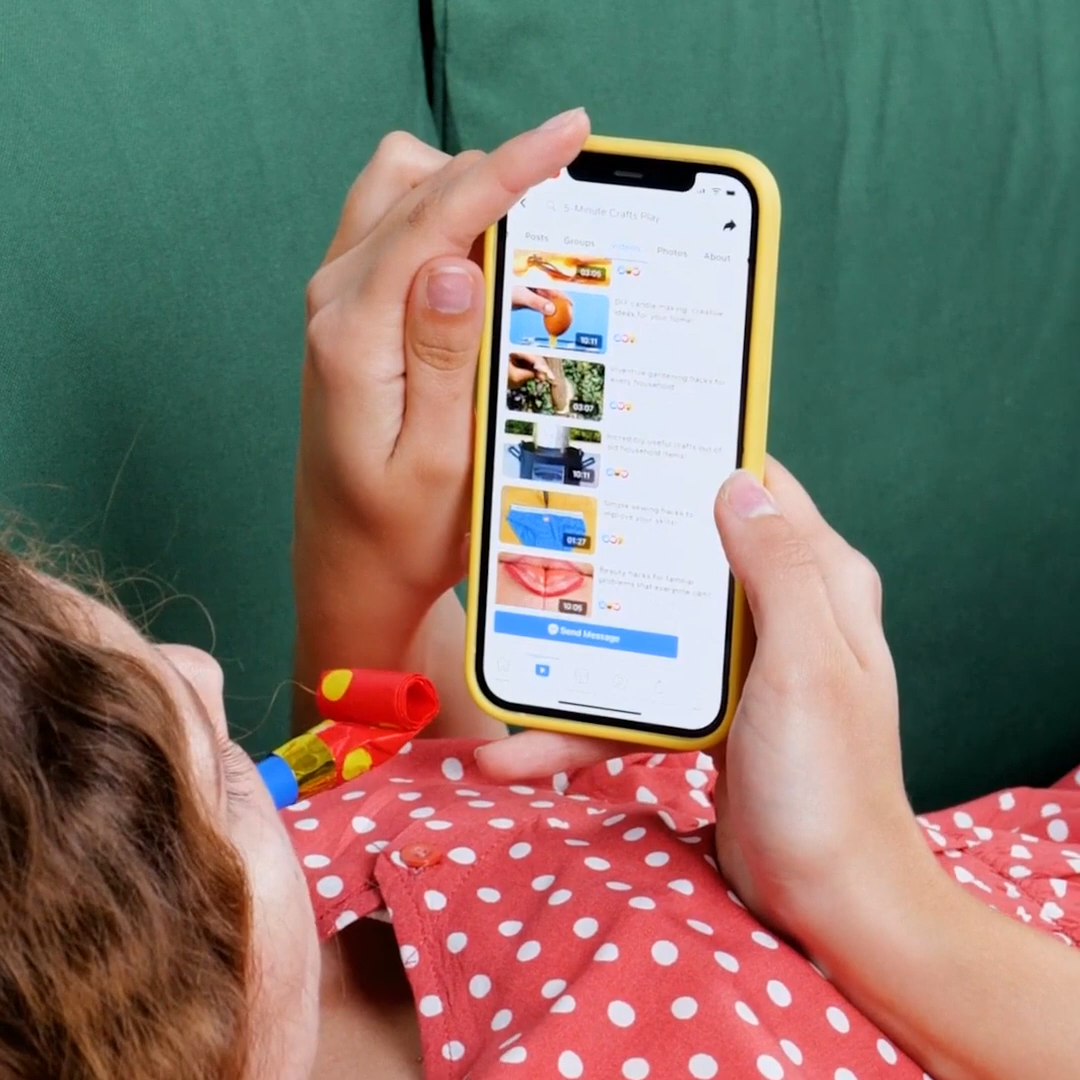 5-Minute Crafts Play
Posts Groups Videos Photos About
03:05
DIY candle making: creative
ideas for your home!
10:11
Inventive gardening hacks for
every household!
03:07
Incredibly useful crafts out of
old household items!
10:11
Simple sewing hacks to
improve your
01:27
Beauty hacks for familiar
problems that everyone can
10:05
Send Message